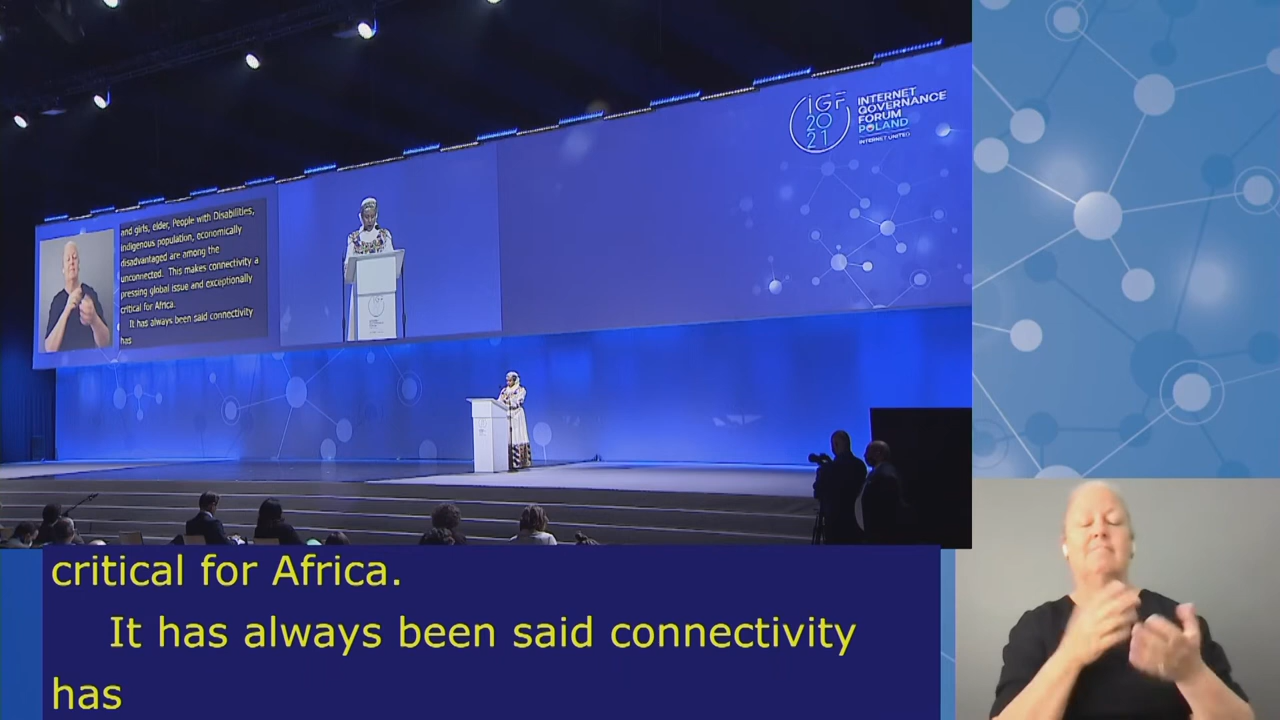 IGF
20
21
INTERNET
GOVERNANCE
FORUM
POLAND
INTERNET UNITED
and girls, elder, People with Disabilities,
indigenous population, economically
disadvantaged are among the
unconnected. This makes connectivity a
pressing global issue and exceptionally
critical for Africa.
It has always been said connectivity
has
critical for Africa.
It has always been said connectivity
has